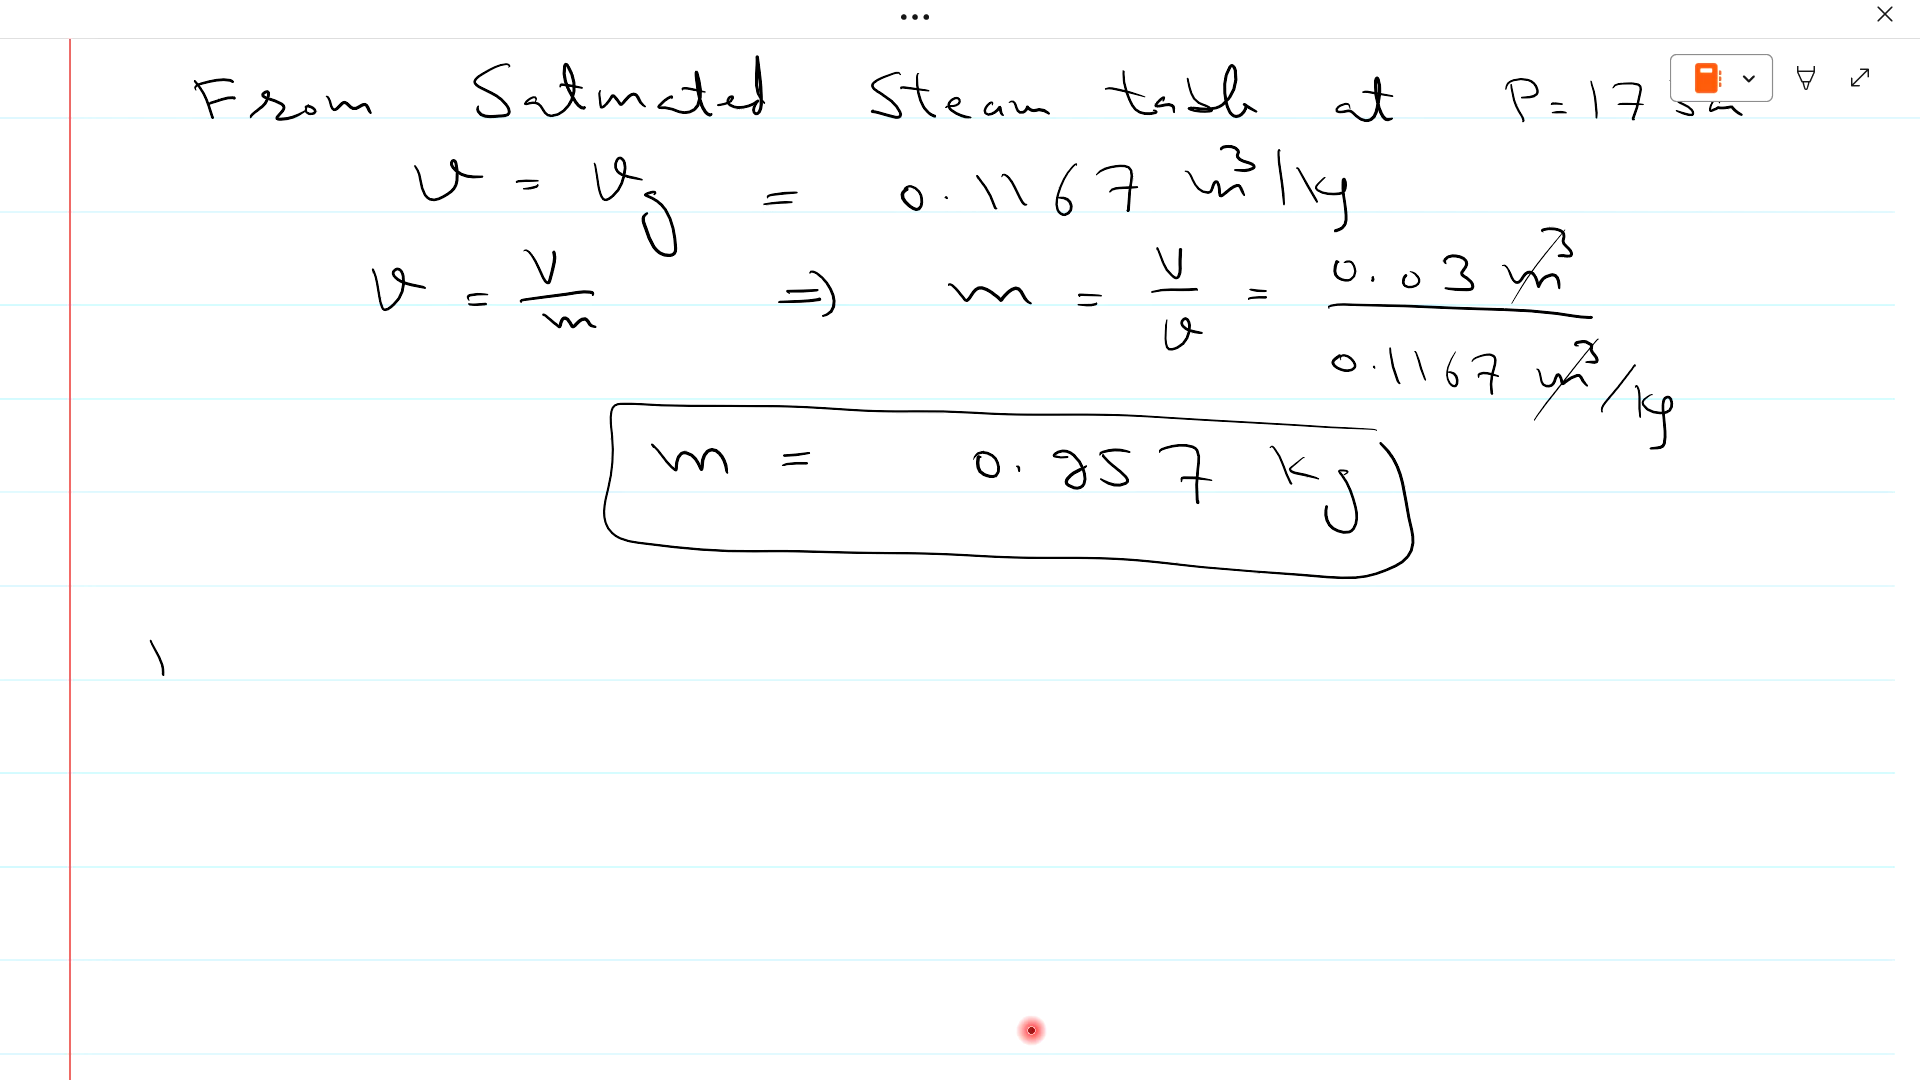 From Saturated Steam table at P = 17 bar
v = vg = 0.1167 m³/kg
v = V/m ⇒ m = V/v = 0.03 m³ / 0.1167 m³/kg
m = 0.257 kg